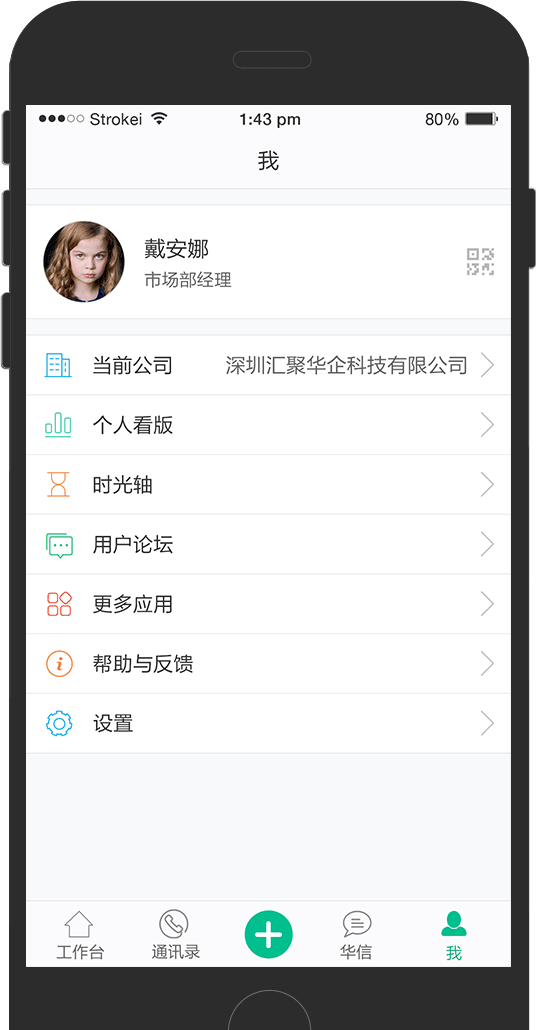 Strokei 1:43 pm 80%
我
戴安娜
市场部经理
当前公司 深圳汇聚华企科技有限公司
个人看版
时光轴
用户论坛
更多应用
帮助与反馈
设置
工作台 通讯录 华信 我